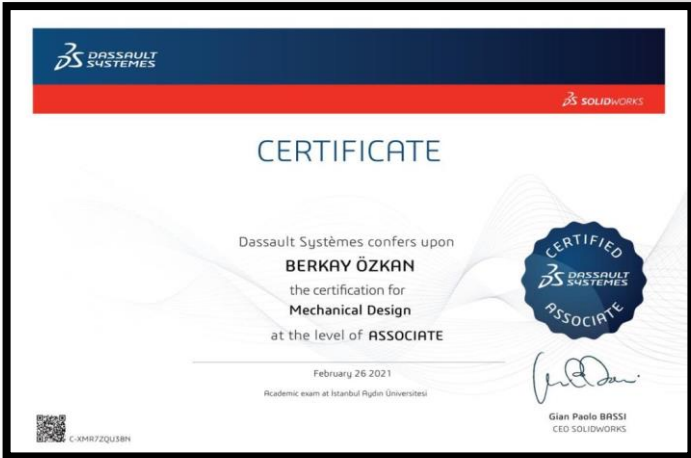 DASSAULT
SYSTEMES
SOLIDWORKS
CERTIFICATE
Dassault Systèmes confers upon
BERKAY ÖZKAN
the certification for
Mechanical Design
at the level of ASSOCIATE
February 26 2021
Academic exam at İstanbul Aydın Üniversitesi
CERTIFIED
DASSAULT
SYSTEMES
ASSOCIATE
Gian Paolo BASSI
CEO SOLIDWORKS
C-XMR7ZQU3BN